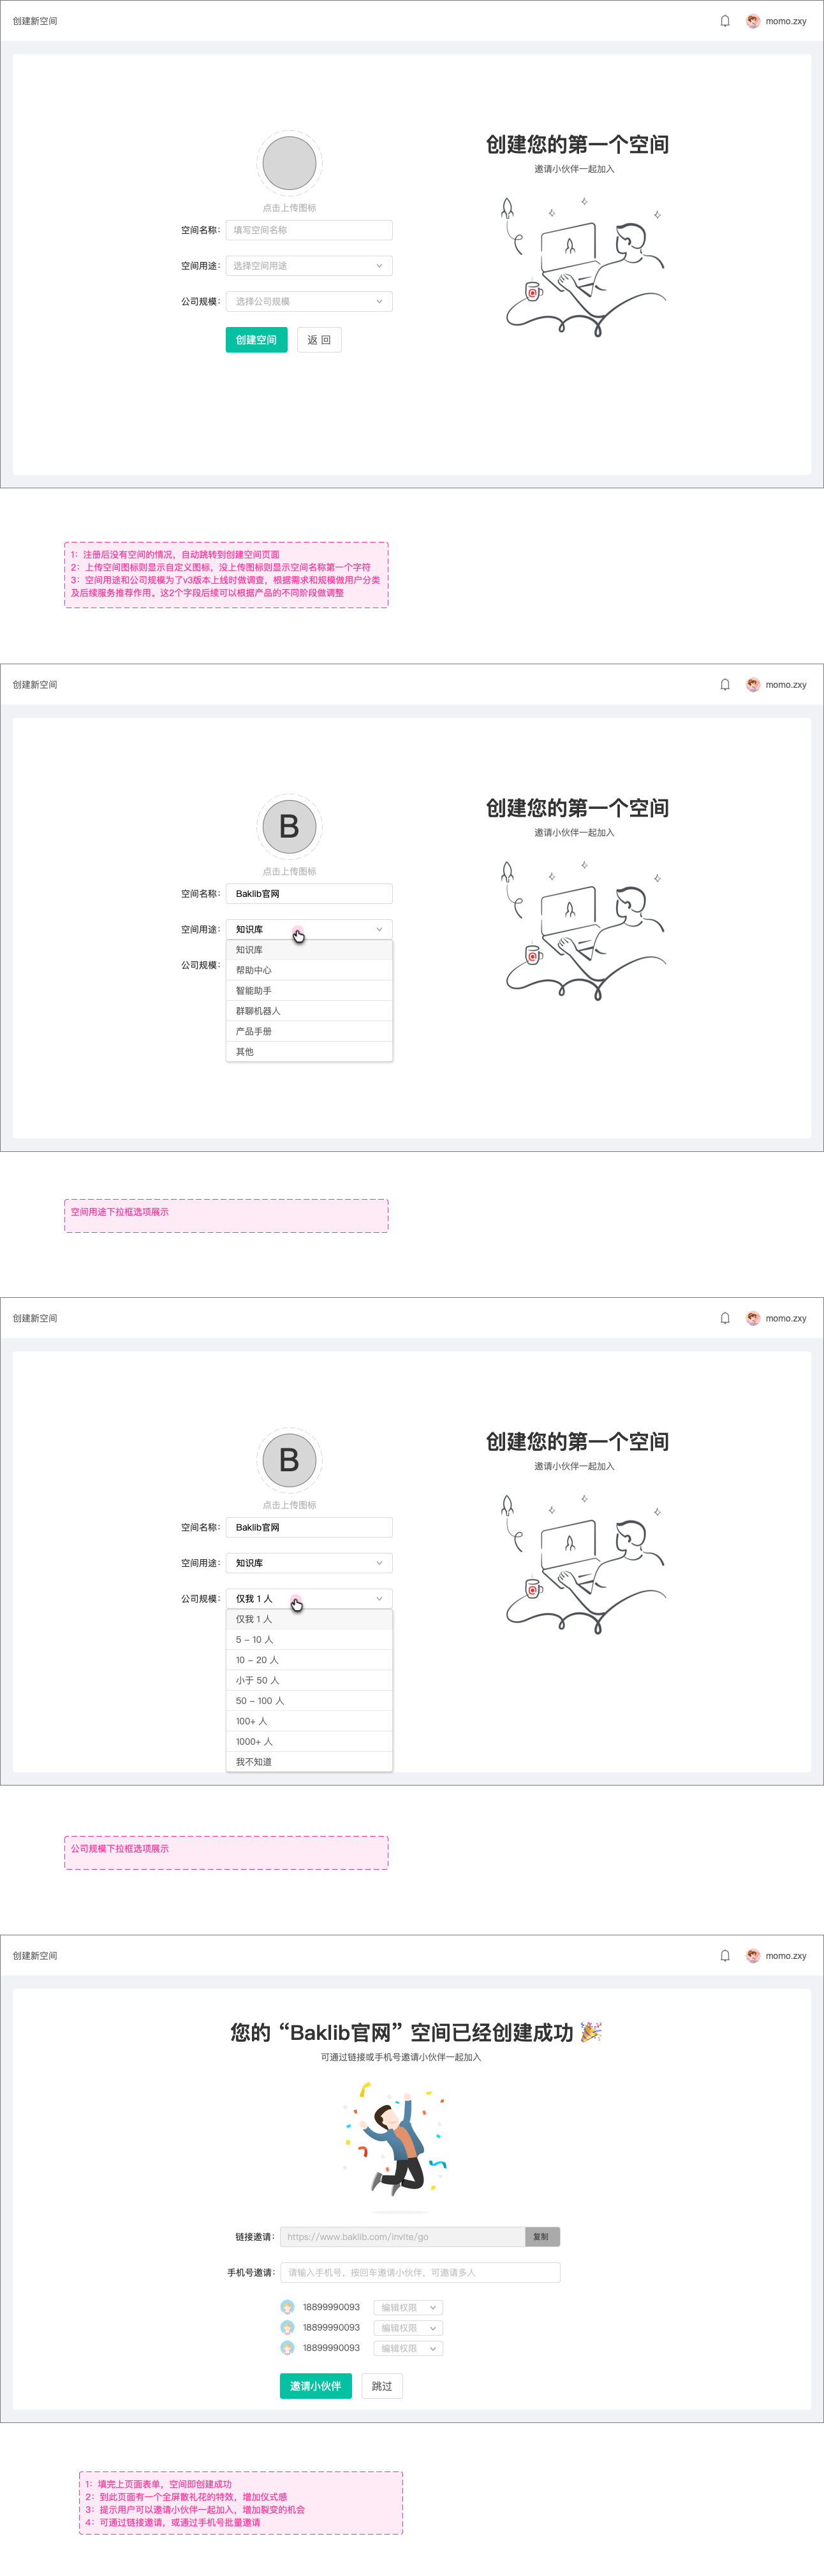 创建新空间
momo.zxy
创建您的第一个空间
邀请小伙伴一起加入
点击上传图标
空间名称：
填写空间名称
空间用途：
选择空间用途
公司规模：
选择公司规模
创建空间
返 回
1：注册后没有空间的情况，自动跳转到创建空间页面
2：上传空间图标则显示自定义图标，没上传图标则显示空间名称第一个字符
3：空间用途和公司规模为了v3版本上线时做调查，根据需求和规模做用户分类
及后续服务推荐作用。这2个字段后续可以根据产品的不同阶段做调整
创建新空间
momo.zxy
创建您的第一个空间
邀请小伙伴一起加入
B
点击上传图标
空间名称：
Baklib官网
空间用途：
知识库
公司规模：
知识库
帮助中心
智能助手
群聊机器人
产品手册
其他
空间用途下拉框选项展示
创建新空间
momo.zxy
创建您的第一个空间
邀请小伙伴一起加入
B
点击上传图标
空间名称：
Baklib官网
空间用途：
知识库
公司规模：
仅我 1 人
仅我 1 人
5 – 10 人
10 – 20 人
小于 50 人
50 – 100 人
100+ 人
1000+ 人
我不知道
公司规模下拉框选项展示
创建新空间
momo.zxy
您的“Baklib官网”空间已经创建成功 🎉
可通过链接或手机号邀请小伙伴一起加入
链接邀请：
https://www.baklib.com/invite/go
复制
手机号邀请：
请输入手机号，按回车邀请小伙伴，可邀请多人
18899990093
编辑权限
18899990093
编辑权限
18899990093
编辑权限
邀请小伙伴
跳过
1：填完上页面表单，空间即创建成功
2：到此页面有一个全屏散礼花的特效，增加仪式感
3：提示用户可以邀请小伙伴一起加入，增加裂变的机会
4：可通过链接邀请，或通过手机号批量邀请